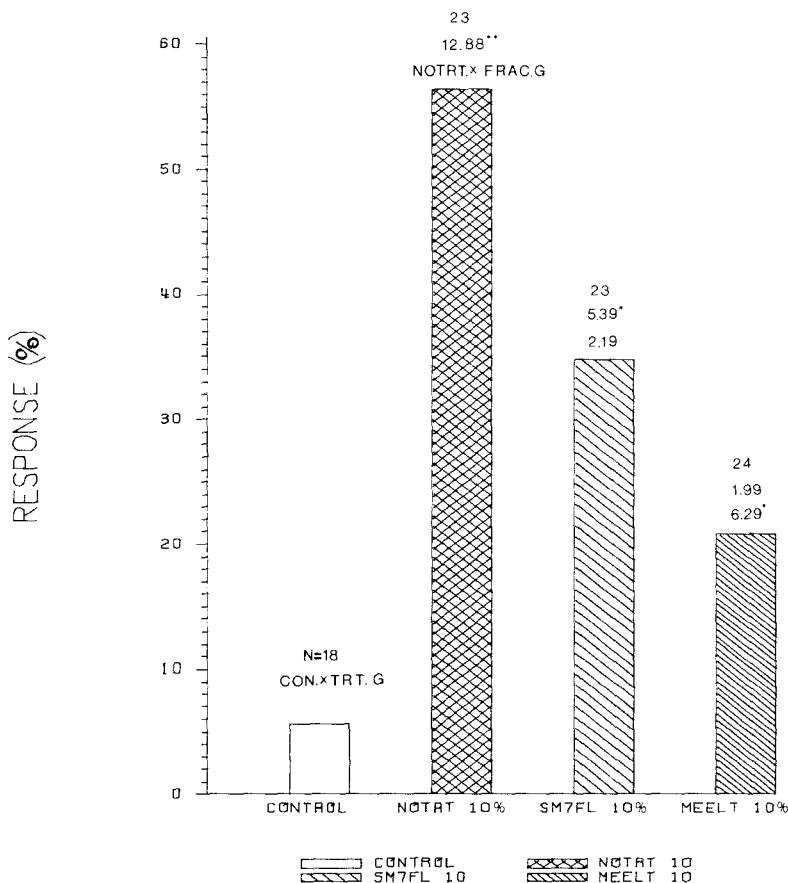 23
12.88**
NOTRT.x FRAC.G
60
50
40
30
20
10
0
RESPONSE (%)
23
5.39*
2.19
24
1.99
6.29*
N=18
CON.xTRT. G
CONTROL NOTRT 10% SM7FL 10% MEELT 10%
CONTROL NOTRT 10
SM7FL 10 MEELT 10